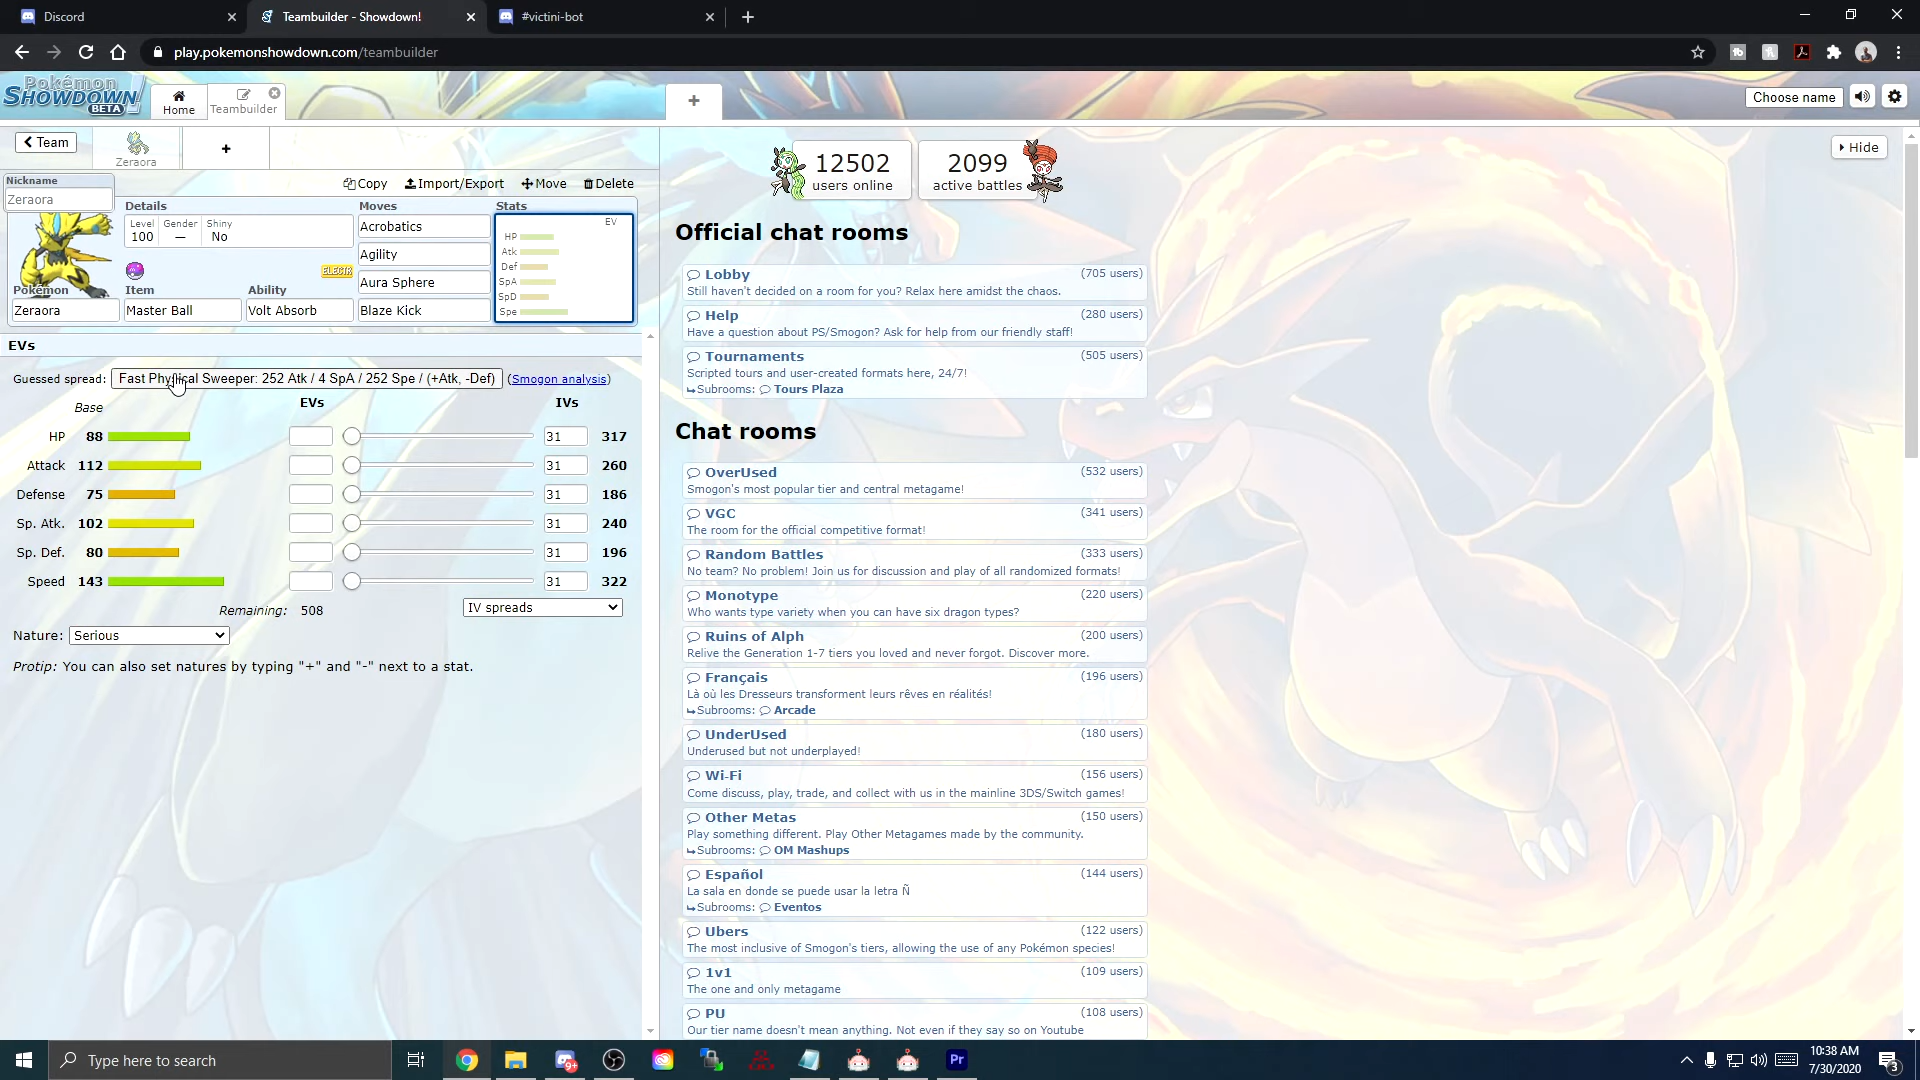 Discord
Teambuilder - Showdown!
#victini-bot
play.pokemonshowdown.com/teambuilder
Pokémon
SHOWDOWN!
BETA
Home
Teambuilder
Choose name
Team
Zeraora
Hide
Nickname
Zeraora
Copy Import/Export Move Delete
Details
Level Gender Shiny
100 — No
ELECTR
Pokémon Item Ability
Zeraora Master Ball Volt Absorb
Moves
Acrobatics
Agility
Aura Sphere
Blaze Kick
Stats
EV
HP
Atk
Def
SpA
SpD
Spe
EVs
Guessed spread: Fast Physical Sweeper: 252 Atk / 4 SpA / 252 Spe / (+Atk, -Def) (Smogon analysis)
Base EVs IVs
HP 88 31 317
Attack 112 31 260
Defense 75 31 186
Sp. Atk. 102 31 240
Sp. Def. 80 31 196
Speed 143 31 322
Remaining: 508 IV spreads
Nature: Serious
Protip: You can also set natures by typing "+" and "-" next to a stat.
12502
users online
2099
active battles
Official chat rooms
Lobby (705 users)
Still haven't decided on a room for you? Relax here amidst the chaos.
Help (280 users)
Have a question about PS/Smogon? Ask for help from our friendly staff!
Tournaments (505 users)
Scripted tours and user-created formats here, 24/7!
Subrooms: Tours Plaza
Chat rooms
OverUsed (532 users)
Smogon's most popular tier and central metagame!
VGC (341 users)
The room for the official competitive format!
Random Battles (333 users)
No team? No problem! Join us for discussion and play of all randomized formats!
Monotype (220 users)
Who wants type variety when you can have six dragon types?
Ruins of Alph (200 users)
Relive the Generation 1-7 tiers you loved and never forgot. Discover more.
Français (196 users)
Là où les Dresseurs transforment leurs rêves en réalités!
Subrooms: Arcade
UnderUsed (180 users)
Underused but not underplayed!
Wi-Fi (156 users)
Come discuss, play, trade, and collect with us in the mainline 3DS/Switch games!
Other Metas (150 users)
Play something different. Play Other Metagames made by the community.
Subrooms: OM Mashups
Español (144 users)
La sala en donde se puede usar la letra Ñ
Subrooms: Eventos
Ubers (122 users)
The most inclusive of Smogon's tiers, allowing the use of any Pokémon species!
1v1 (109 users)
The one and only metagame
PU (108 users)
Our tier name doesn't mean anything. Not even if they say so on Youtube
Type here to search
Pr
10:38 AM
7/30/2020
3